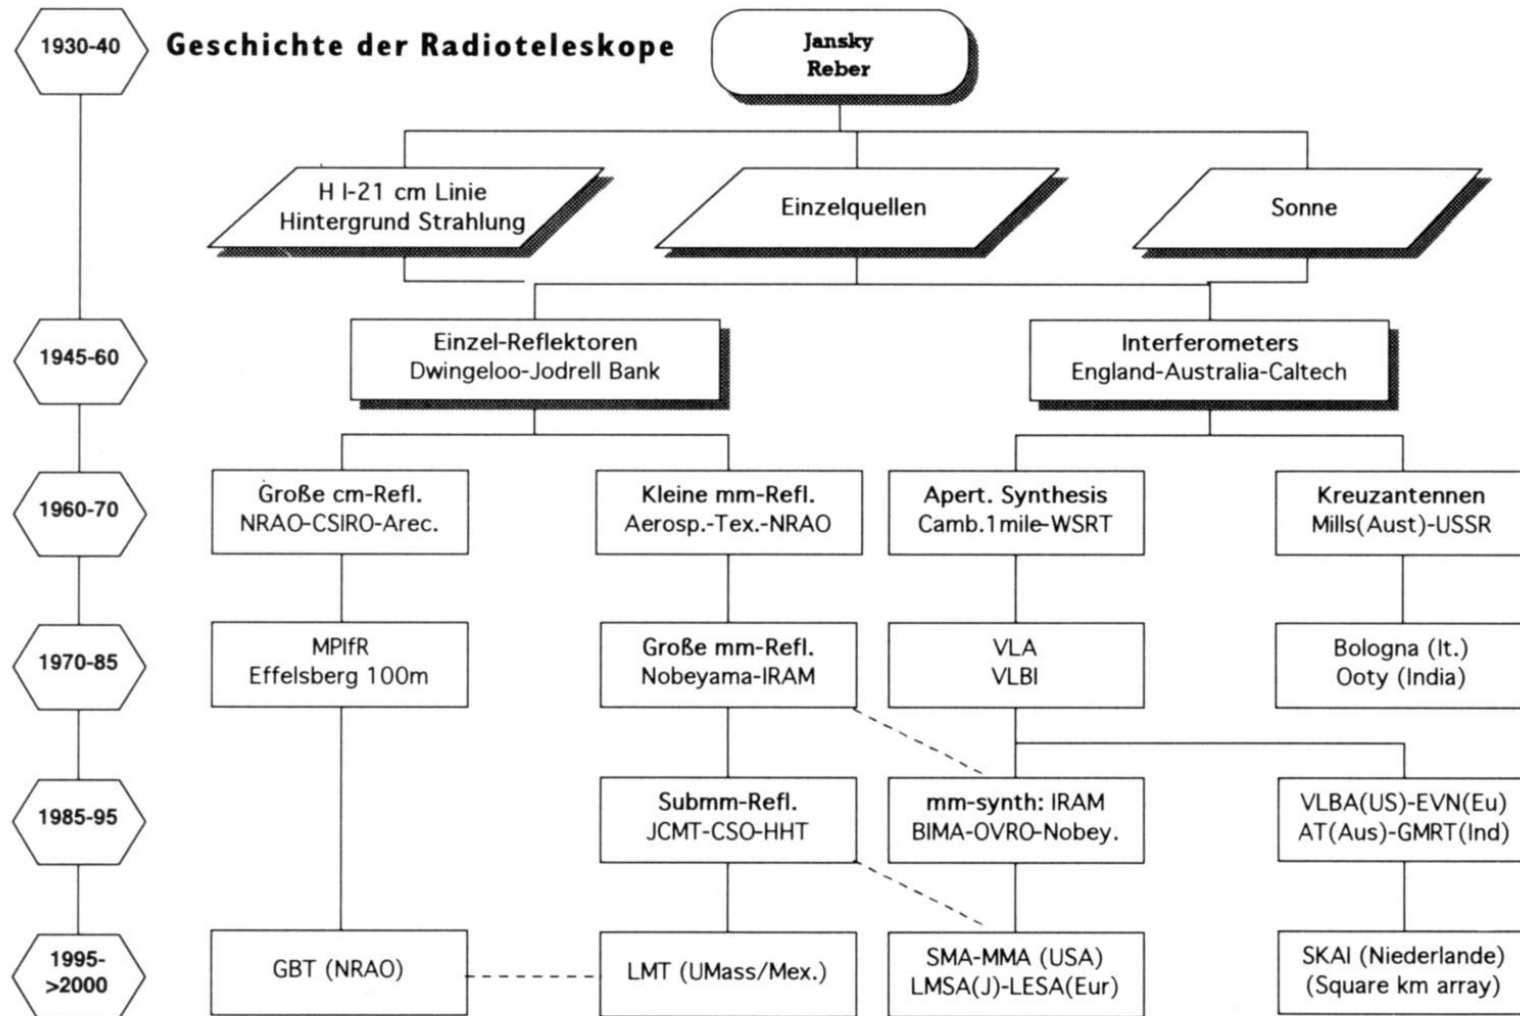 1930-40
Geschichte der Radioteleskope
Jansky
Reber
H I-21 cm Linie
Hintergrund Strahlung
Einzelquellen
Sonne
1945-60
Einzel-Reflektoren
Dwingeloo-Jodrell Bank
Interferometers
England-Australia-Caltech
1960-70
Große cm-Refl.
NRAO-CSIRO-Arec.
Kleine mm-Refl.
Aerosp.-Tex.-NRAO
Apert. Synthesis
Camb.1mile-WSRT
Kreuzantennen
Mills(Aust)-USSR
1970-85
MPIfR
Effelsberg 100m
Große mm-Refl.
Nobeyama-IRAM
VLA
VLBI
Bologna (It.)
Ooty (India)
1985-95
Submm-Refl.
JCMT-CSO-HHT
mm-synth: IRAM
BIMA-OVRO-Nobey.
VLBA(US)-EVN(Eu)
AT(Aus)-GMRT(Ind)
1995-
>2000
GBT (NRAO)
LMT (UMass/Mex.)
SMA-MMA (USA)
LMSA(J)-LESA(Eur)
SKAI (Niederlande)
(Square km array)